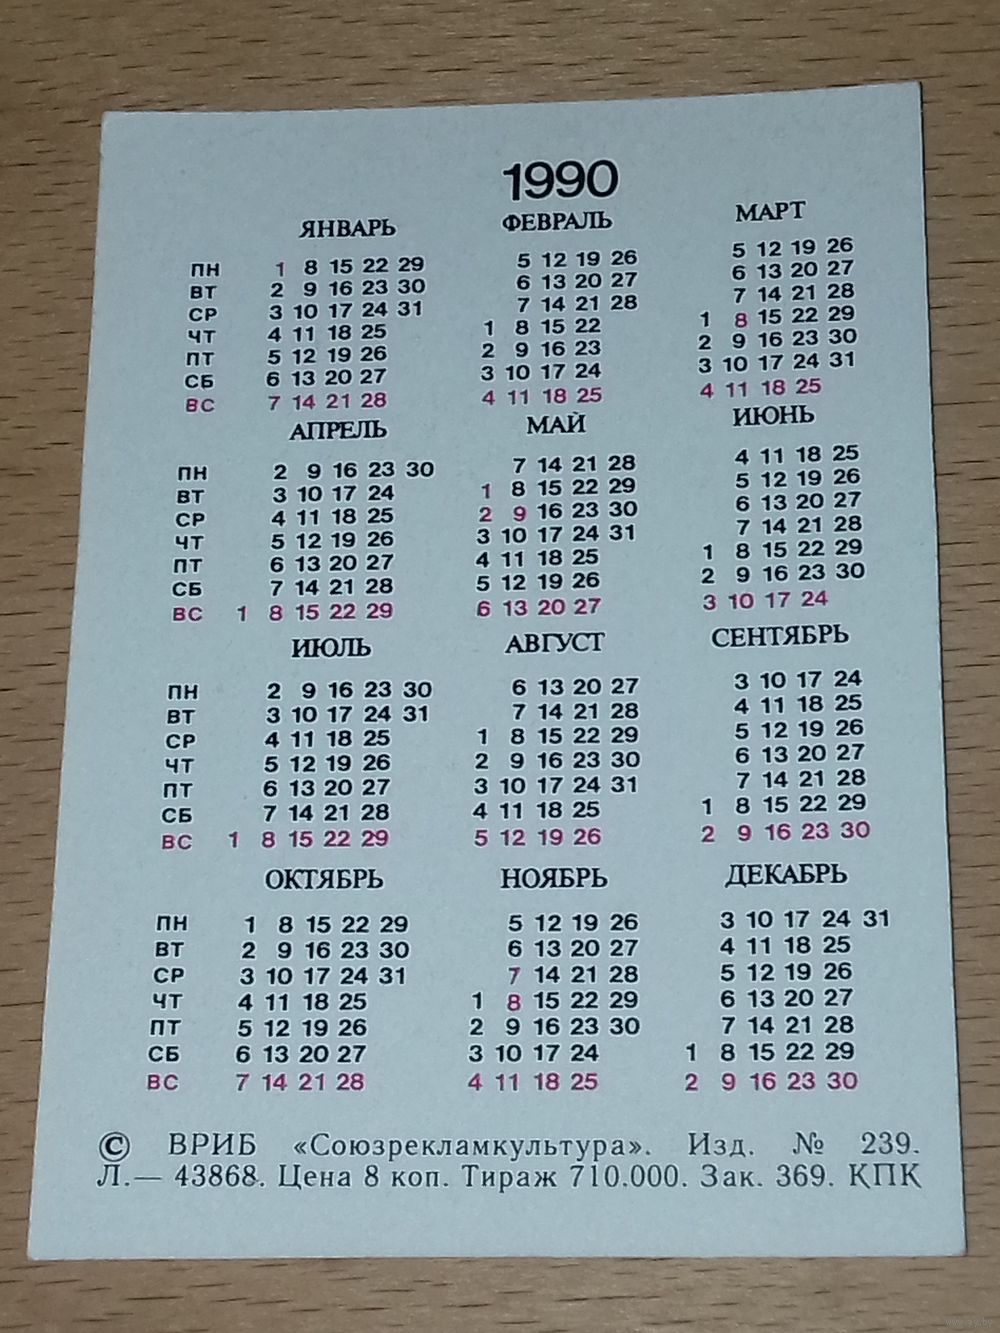 1990
ЯНВАРЬ ФЕВРАЛЬ МАРТ
ПН 1 8 15 22 29 5 12 19 26 5 12 19 26
ВТ 2 9 16 23 30 6 13 20 27 6 13 20 27
СР 3 10 17 24 31 7 14 21 28 7 14 21 28
ЧТ 4 11 18 25 1 8 15 22 1 8 15 22 29
ПТ 5 12 19 26 2 9 16 23 2 9 16 23 30
СБ 6 13 20 27 3 10 17 24 3 10 17 24 31
ВС 7 14 21 28 4 11 18 25 4 11 18 25
АПРЕЛЬ МАЙ ИЮНЬ
ПН 2 9 16 23 30 7 14 21 28 4 11 18 25
ВТ 3 10 17 24 1 8 15 22 29 5 12 19 26
СР 4 11 18 25 2 9 16 23 30 6 13 20 27
ЧТ 5 12 19 26 3 10 17 24 31 7 14 21 28
ПТ 6 13 20 27 4 11 18 25 1 8 15 22 29
СБ 7 14 21 28 5 12 19 26 2 9 16 23 30
ВС 1 8 15 22 29 6 13 20 27 3 10 17 24
ИЮЛЬ АВГУСТ СЕНТЯБРЬ
ПН 2 9 16 23 30 6 13 20 27 3 10 17 24
ВТ 3 10 17 24 31 7 14 21 28 4 11 18 25
СР 4 11 18 25 1 8 15 22 29 5 12 19 26
ЧТ 5 12 19 26 2 9 16 23 30 6 13 20 27
ПТ 6 13 20 27 3 10 17 24 31 7 14 21 28
СБ 7 14 21 28 4 11 18 25 1 8 15 22 29
ВС 1 8 15 22 29 5 12 19 26 2 9 16 23 30
ОКТЯБРЬ НОЯБРЬ ДЕКАБРЬ
ПН 1 8 15 22 29 5 12 19 26 3 10 17 24 31
ВТ 2 9 16 23 30 6 13 20 27 4 11 18 25
СР 3 10 17 24 31 7 14 21 28 5 12 19 26
ЧТ 4 11 18 25 1 8 15 22 29 6 13 20 27
ПТ 5 12 19 26 2 9 16 23 30 7 14 21 28
СБ 6 13 20 27 3 10 17 24 1 8 15 22 29
ВС 7 14 21 28 4 11 18 25 2 9 16 23 30
© ВРИБ «Союзрекламкультура». Изд. № 239.
Л.— 43868. Цена 8 коп. Тираж 710.000. Зак. 369. КПК